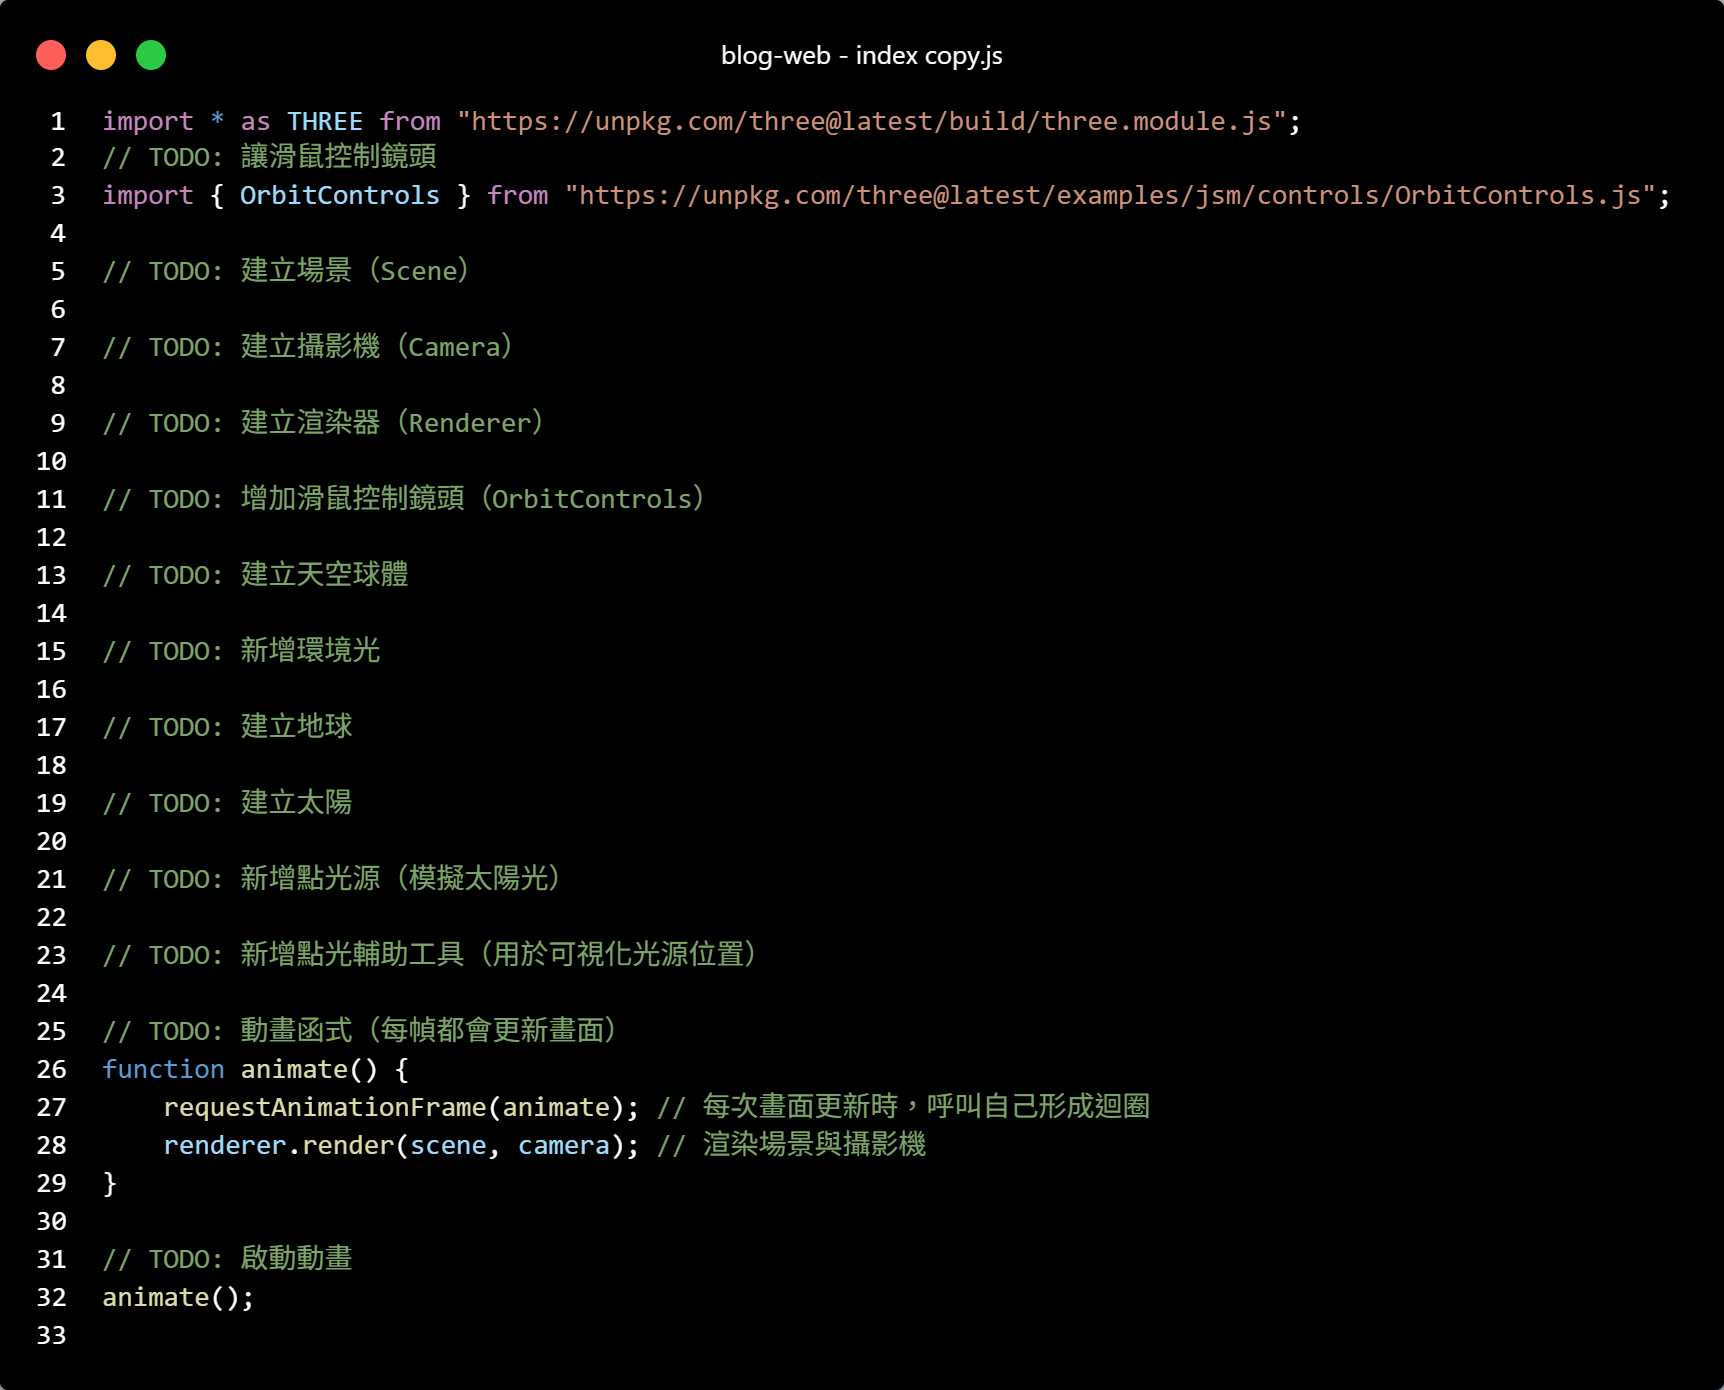 blog-web - index copy.js
1 import * as THREE from "https://unpkg.com/three@latest/build/three.module.js";
2 // TODO: 讓滑鼠控制鏡頭
3 import { OrbitControls } from "https://unpkg.com/three@latest/examples/jsm/controls/OrbitControls.js";
4
5 // TODO: 建立場景（Scene）
6
7 // TODO: 建立攝影機（Camera）
8
9 // TODO: 建立渲染器（Renderer）
10
11 // TODO: 增加滑鼠控制鏡頭（OrbitControls）
12
13 // TODO: 建立天空球體
14
15 // TODO: 新增環境光
16
17 // TODO: 建立地球
18
19 // TODO: 建立太陽
20
21 // TODO: 新增點光源（模擬太陽光）
22
23 // TODO: 新增點光輔助工具（用於可視化光源位置）
24
25 // TODO: 動畫函式（每幀都會更新畫面）
26 function animate() {
27     requestAnimationFrame(animate); // 每次畫面更新時，呼叫自己形成迴圈
28     renderer.render(scene, camera); // 渲染場景與攝影機
29 }
30
31 // TODO: 啟動動畫
32 animate();
33